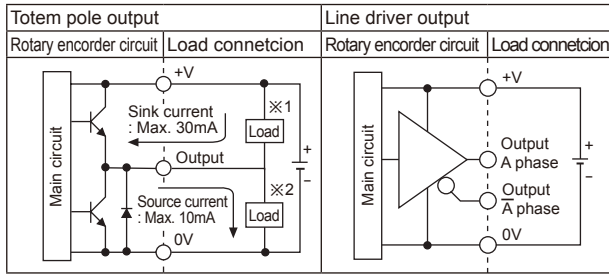 Totem pole output
Line driver output
Rotary encorder circuit
Load connetcion
Rotary encorder circuit
Load connetcion
Main circuit
+V
Sink current
: Max. 30mA
※1
Load
+
−
Output
Source current
: Max. 10mA
※2
Load
0V
Main circuit
+V
Output
A phase
+
−
Output
A̅ phase
0V